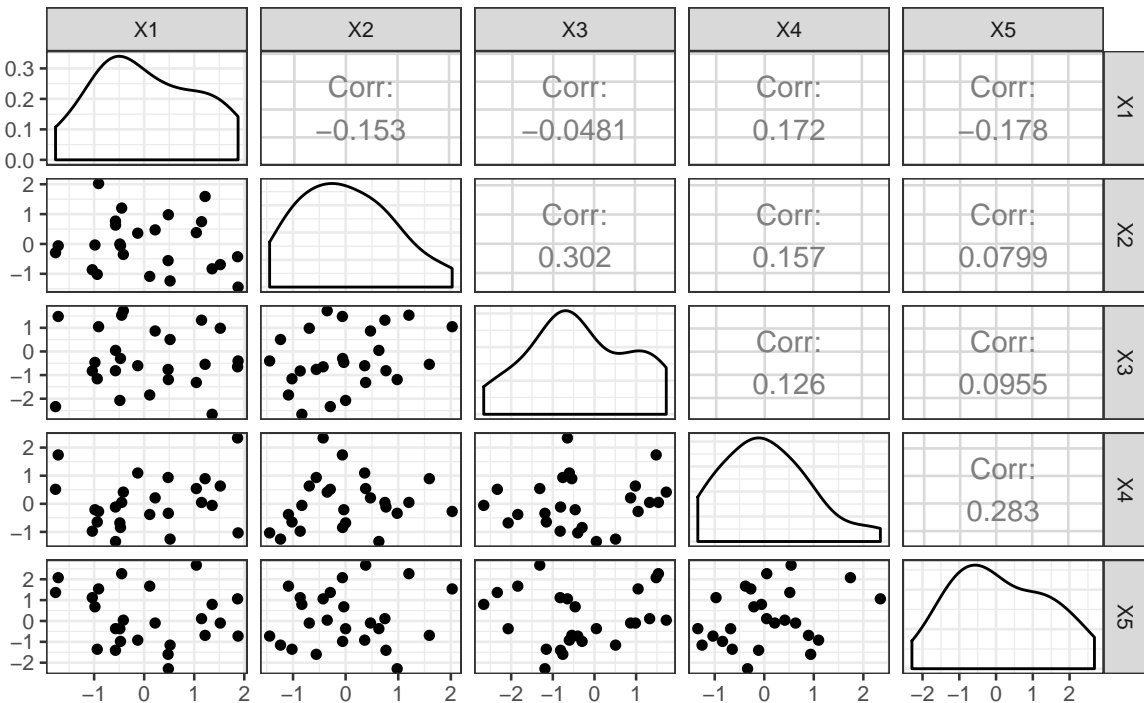 X1 X2 X3 X4 X5
0.3
0.2
0.1
0.0
Corr:
−0.153
Corr:
−0.0481
Corr:
0.172
Corr:
−0.178
X1
2
1
0
−1
Corr:
0.302
Corr:
0.157
Corr:
0.0799
X2
1
0
−1
−2
Corr:
0.126
Corr:
0.0955
X3
2
1
0
−1
Corr:
0.283
X4
2
1
0
−1
−2
X5
−1 0 1 2 −1 0 1 2 −2 −1 0 1 −1 0 1 2 −2 −1 0 1 2